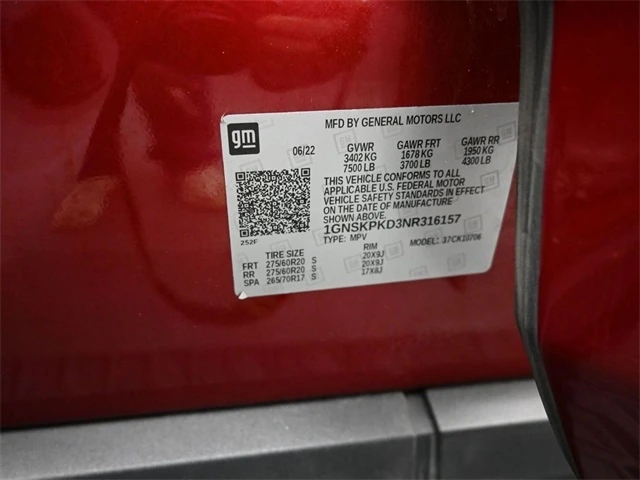 MFD BY GENERAL MOTORS LLC
gm
06/22 GVWR GAWR FRT GAWR RR
3402 KG 1678 KG 1950 KG
7500 LB 3700 LB 4300 LB
THIS VEHICLE CONFORMS TO ALL
APPLICABLE U.S. FEDERAL MOTOR
VEHICLE SAFETY STANDARDS IN EFFECT
ON THE DATE OF MANUFACTURE
SHOWN ABOVE.
1GNSKPKD3NR316157
252F
TYPE: MPV MODEL: 37CK10706
TIRE SIZE RIM
FRT 275/60R20 S 20X9J
RR 275/60R20 S 20X9J
SPA 265/70R17 S 17X8J